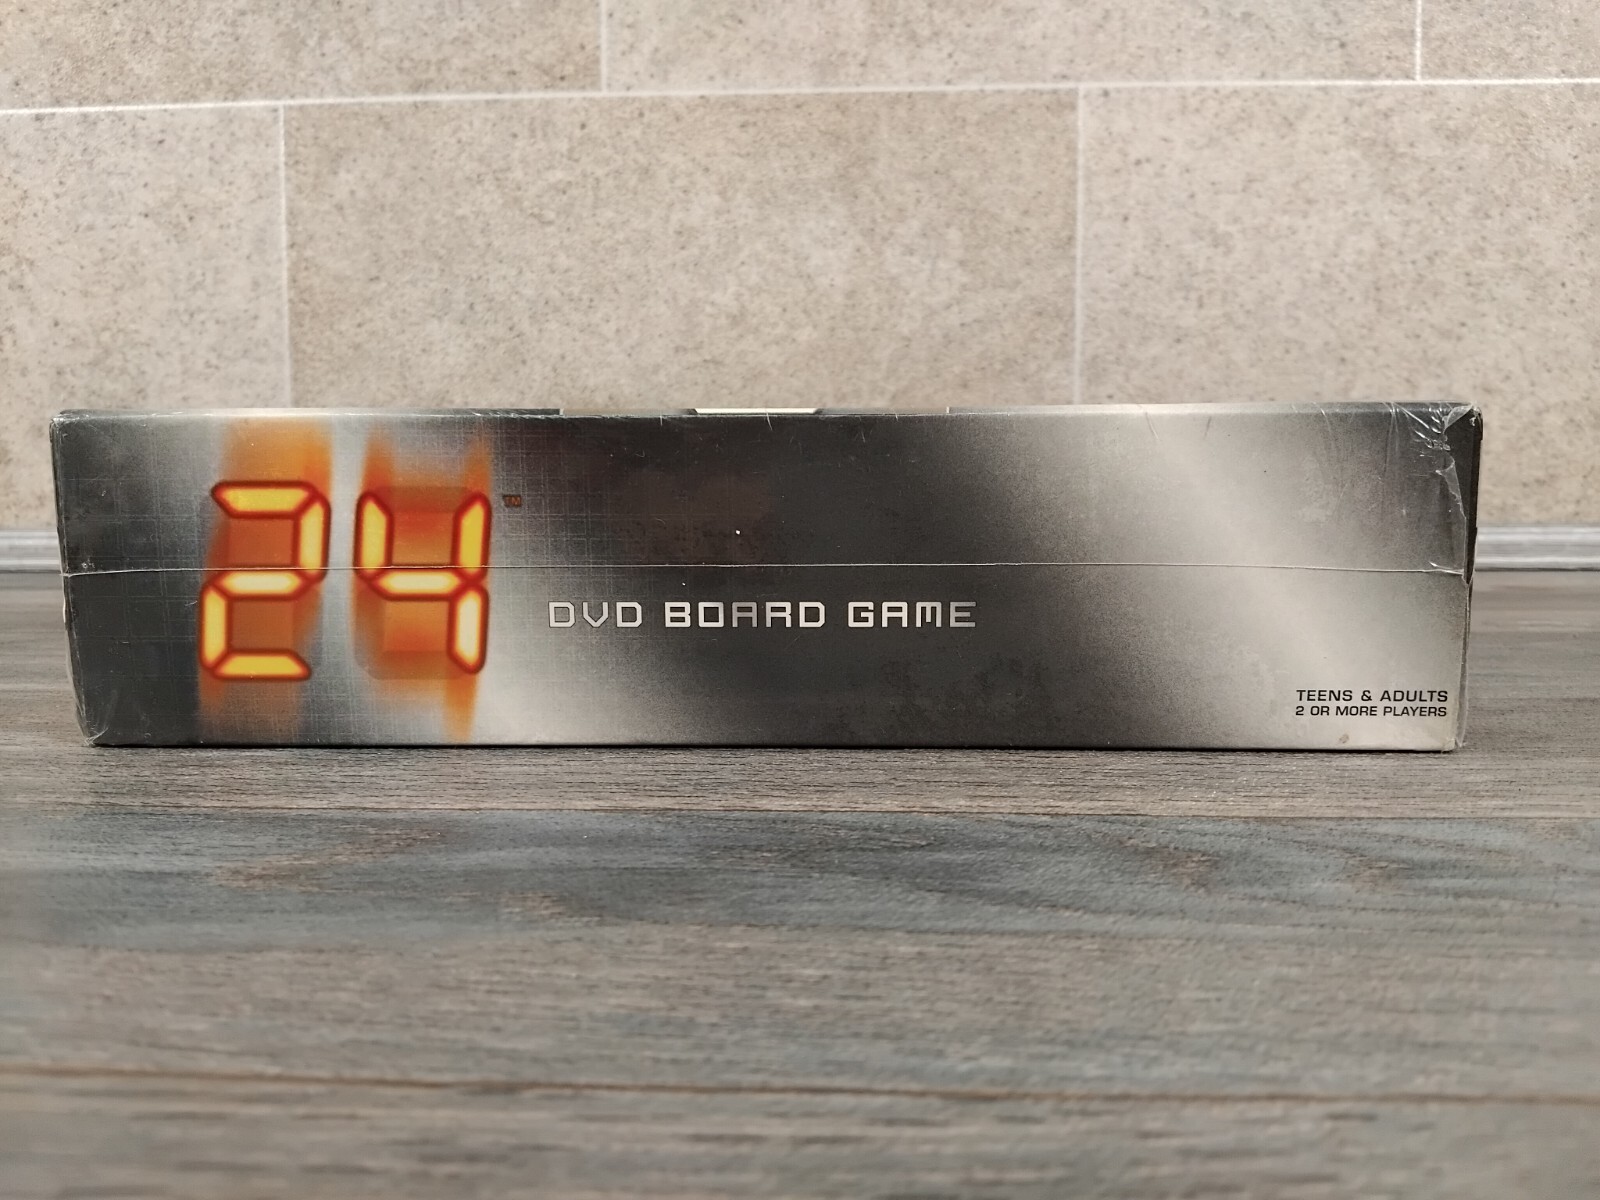 24™
DVD BOARD GAME
TEENS & ADULTS
2 OR MORE PLAYERS